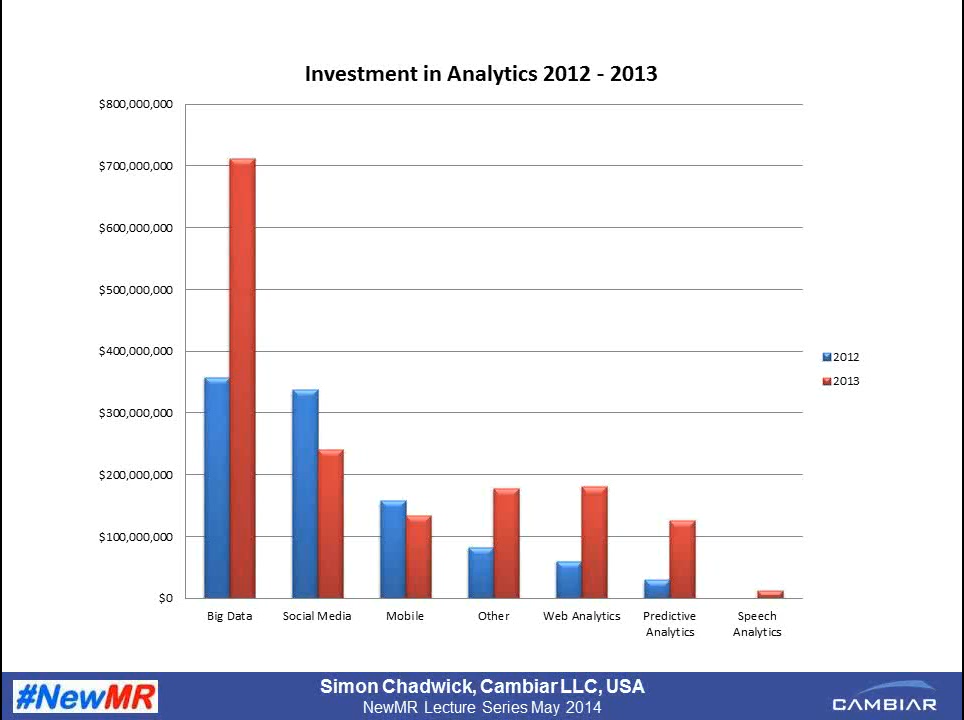 Investment in Analytics 2012 - 2013
$800,000,000
$700,000,000
$600,000,000
$500,000,000
$400,000,000
$300,000,000
$200,000,000
$100,000,000
$0
2012
2013
Big Data Social Media Mobile Other Web Analytics Predictive Speech
Analytics Analytics
#NewMR
Simon Chadwick, Cambiar LLC, USA
NewMR Lecture Series May 2014
CAMBIAR